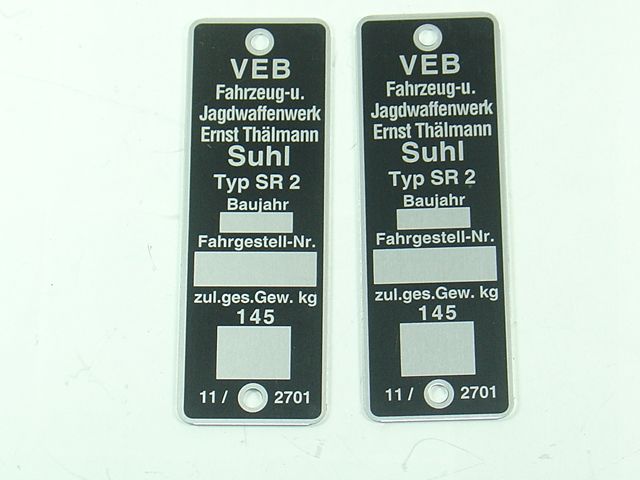 VEB
Fahrzeug-u.
Jagdwaffenwerk
Ernst Thälmann
Suhl
Typ SR 2
Baujahr
Fahrgestell-Nr.
zul.ges.Gew. kg
145
11 / 2701
VEB
Fahrzeug-u.
Jagdwaffenwerk
Ernst Thälmann
Suhl
Typ SR 2
Baujahr
Fahrgestell-Nr.
zul.ges.Gew. kg
145
11 / 2701